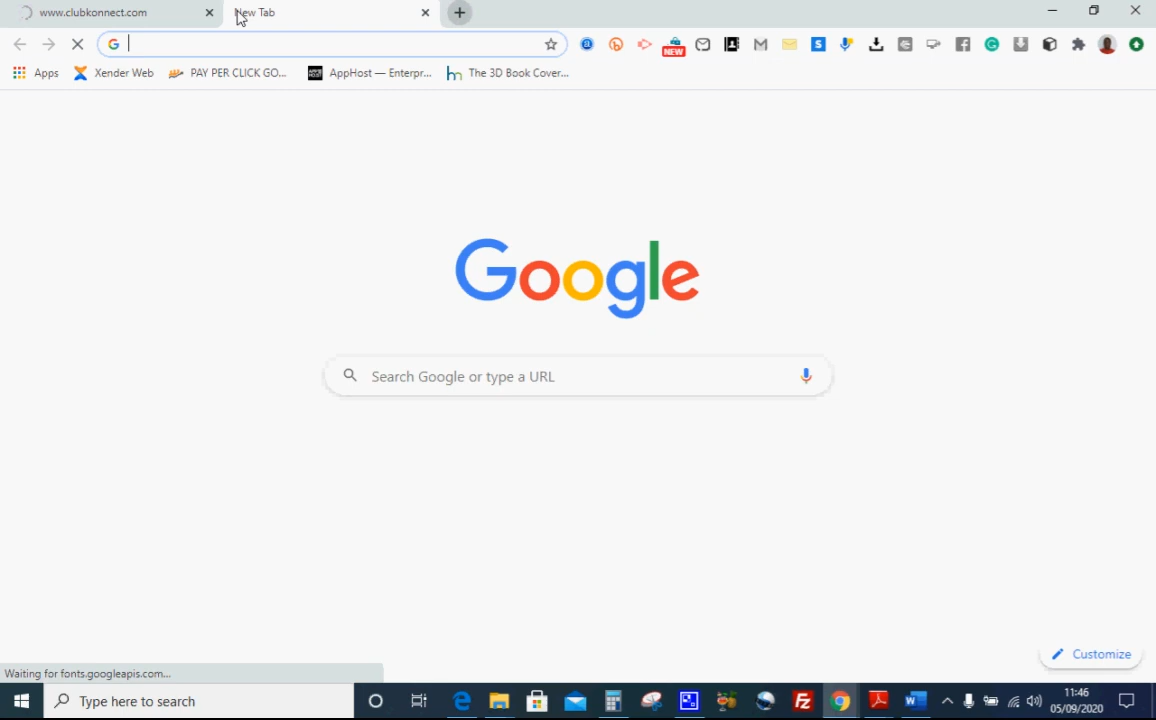 www.clubkonnect.com
New Tab
NEW
Apps
Xender Web
PAY PER CLICK GO...
AppHost — Enterpr...
The 3D Book Cover...
Google
Search Google or type a URL
Customize
Waiting for fonts.googleapis.com...
Type here to search
11:46
05/09/2020